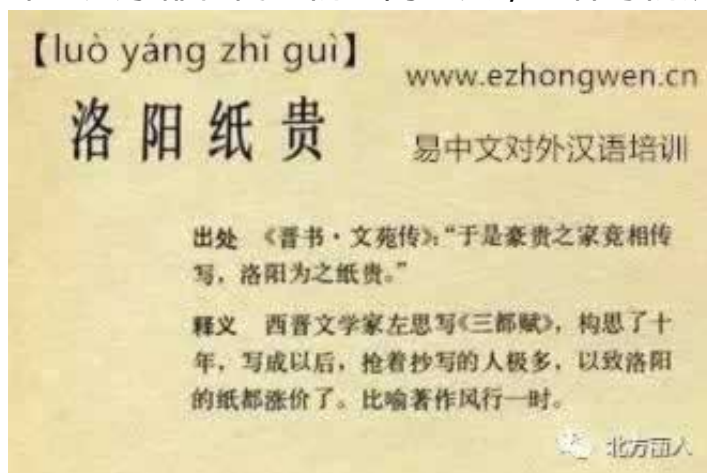 【luò yáng zhǐ guì】
www.ezhongwen.cn
洛阳纸贵
易中文对外汉语培训
出处 《晋书·文苑传》:“于是豪贵之家竞相传
写，洛阳为之纸贵。”
释义 西晋文学家左思写《三都赋》，构思了十
年，写成以后，抢着抄写的人极多，以致洛阳
的纸都涨价了。比喻著作风行一时。
北方丽人